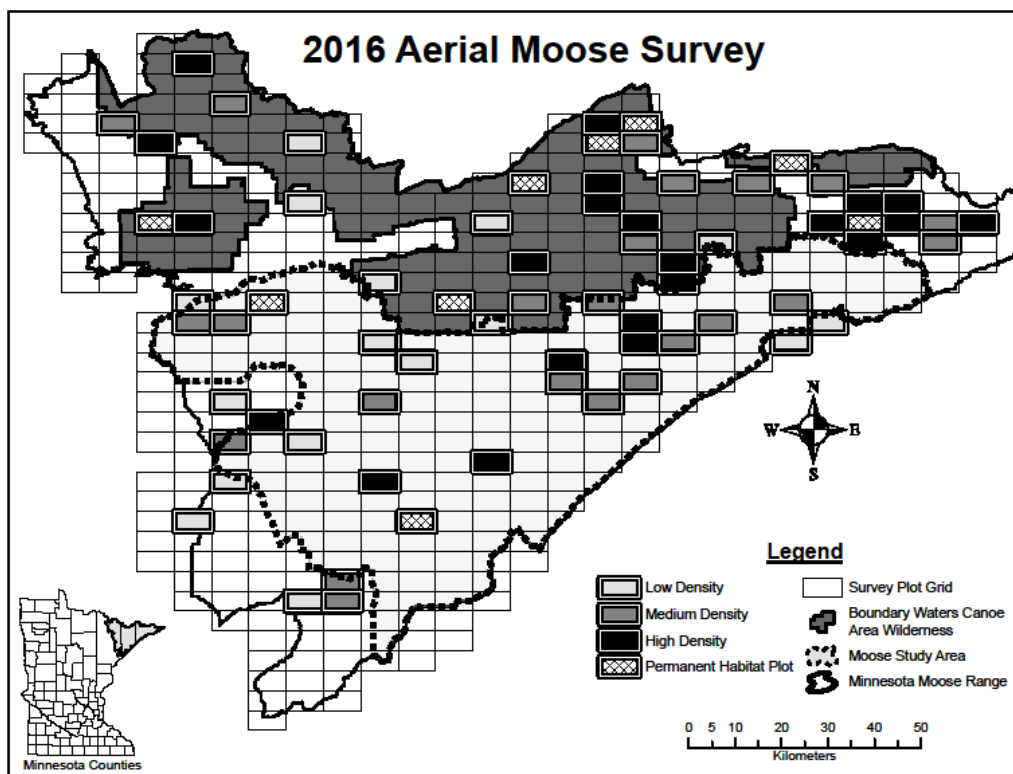 2016 Aerial Moose Survey
N
W E
S
Legend
Low Density
Medium Density
High Density
Permanent Habitat Plot
Survey Plot Grid
Boundary Waters Canoe
Area Wilderness
Moose Study Area
Minnesota Moose Range
0 5 10 20 30 40 50
Kilometers
Minnesota Counties